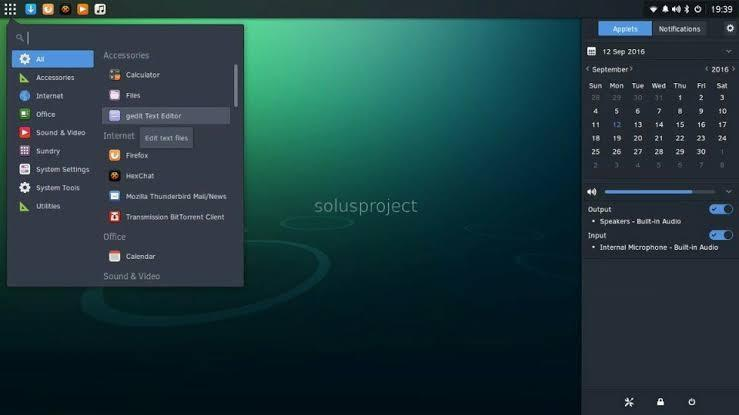 19:39
All
Accessories
Internet
Office
Sound & Video
Sundry
System Settings
System Tools
Utilities
Accessories
Calculator
Files
gedit Text Editor
Edit text files
Internet
Firefox
HexChat
Mozilla Thunderbird Mail/News
Transmission BitTorrent Client
Office
Calendar
Sound & Video
solusproject
Applets Notifications
12 Sep 2016
September 2016
Sun Mon Tue Wed Thu Fri Sat
28 29 30 31 1 2 3
4 5 6 7 8 9 10
11 12 13 14 15 16 17
18 19 20 21 22 23 24
25 26 27 28 29 30 1
2 3 4 5 6 7 8
Output
• Speakers - Built-in Audio
Input
• Internal Microphone - Built-in Audio